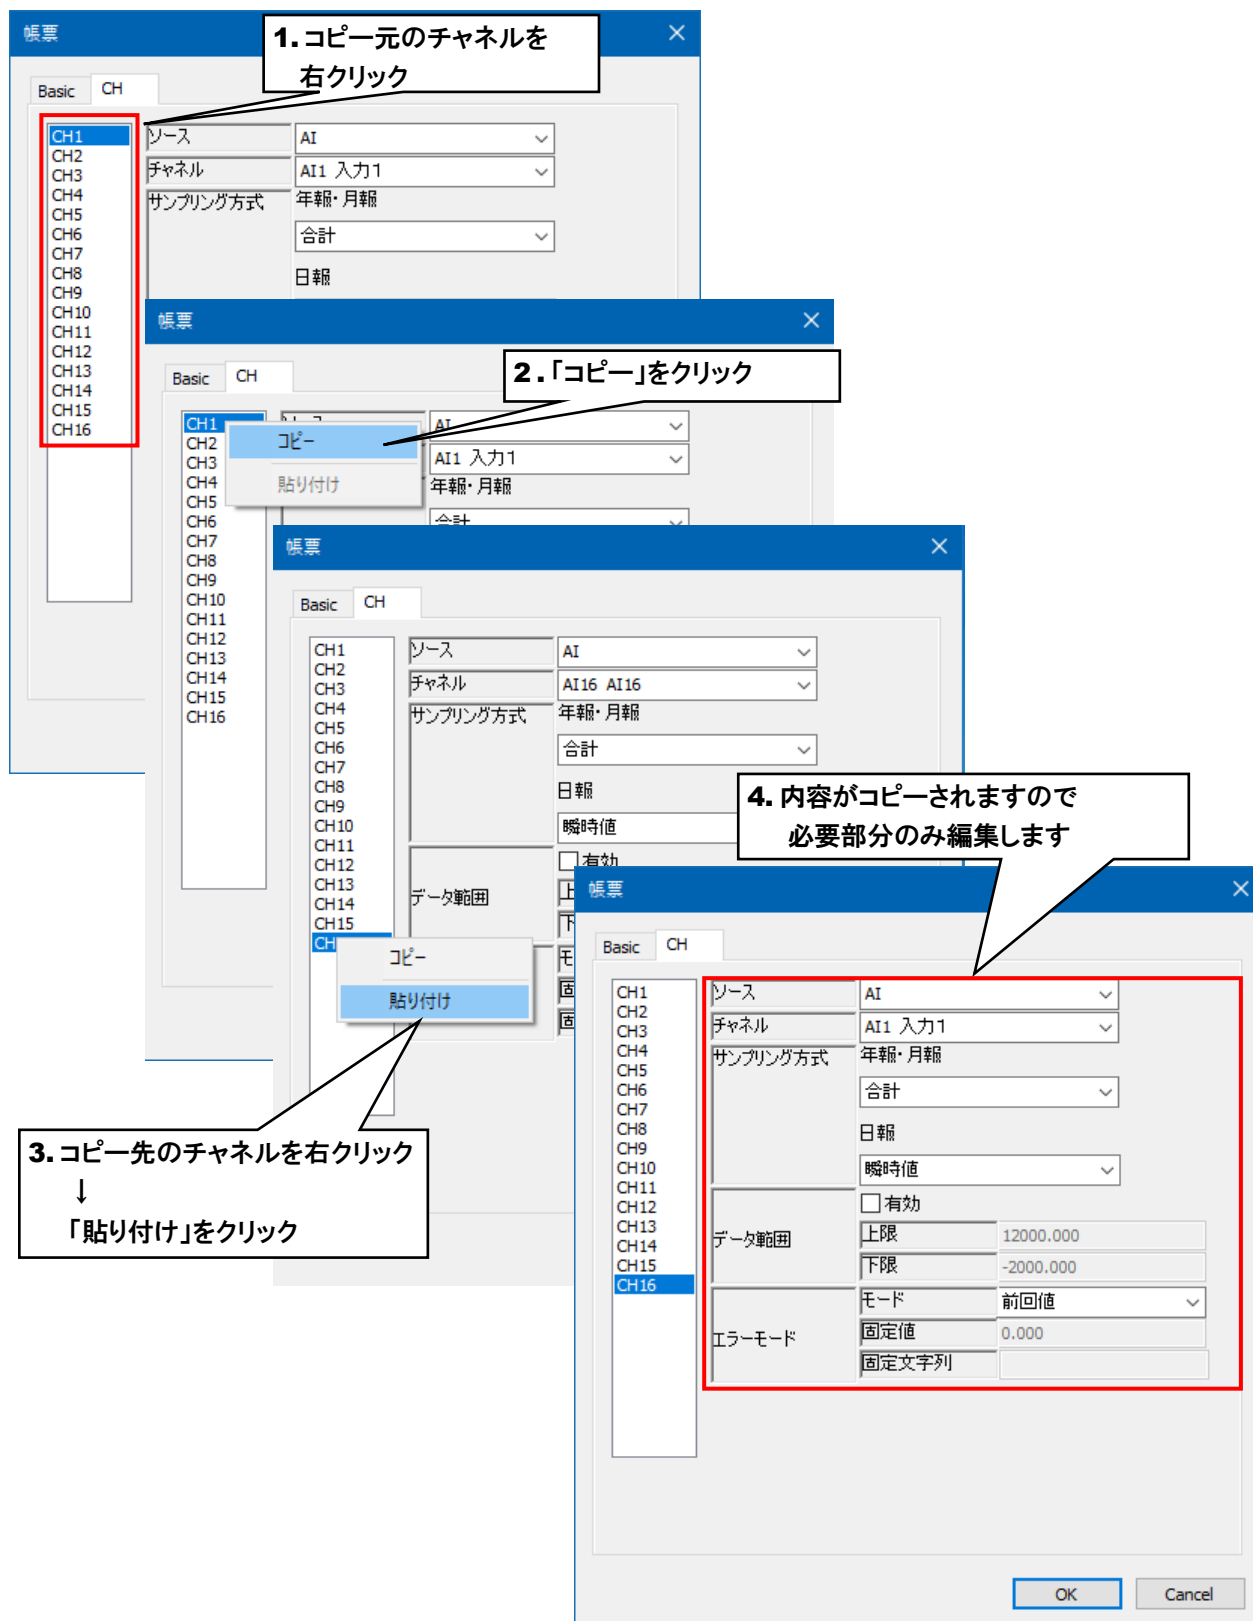 帳票
1. コピー元のチャネルを
右クリック
Basic CH
CH1
CH2
CH3
CH4
CH5
CH6
CH7
CH8
CH9
CH10
CH11
CH12
CH13
CH14
CH15
CH16
ソース AI
チャネル AI1 入力1
サンプリング方式 年報・月報
合計
日報
帳票
2.「コピー」をクリック
Basic CH
CH1
CH2
CH3
CH4
CH5
CH6
CH7
CH8
CH9
CH10
CH11
CH12
CH13
CH14
CH15
CH16
コピー
貼り付け
AI
AI1 入力1
年報・月報
合計
帳票
Basic CH
CH1
CH2
CH3
CH4
CH5
CH6
CH7
CH8
CH9
CH10
CH11
CH12
CH13
CH14
CH15
CH
ソース AI
チャネル AI16 AI16
サンプリング方式 年報・月報
合計
日報
瞬時値
有効
データ範囲
コピー
貼り付け
3. コピー先のチャネルを右クリック
↓
「貼り付け」をクリック
4. 内容がコピーされますので
必要部分のみ編集します
帳票
Basic CH
CH1
CH2
CH3
CH4
CH5
CH6
CH7
CH8
CH9
CH10
CH11
CH12
CH13
CH14
CH15
CH16
ソース AI
チャネル AI1 入力1
サンプリング方式 年報・月報
合計
日報
瞬時値
有効
データ範囲
上限 12000.000
下限 -2000.000
エラーモード
モード 前回値
固定値 0.000
固定文字列
OK Cancel